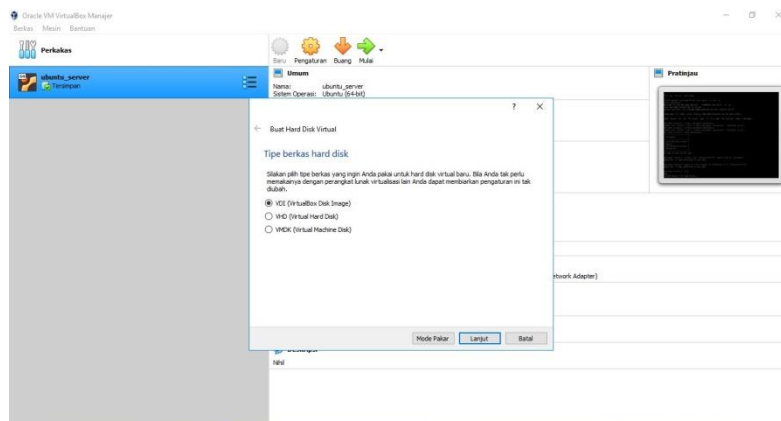 Oracle VM VirtualBox Manajer
Berkas Mesin Bantuan
Perkakas
Baru Pengaturan Buang Mulai
ubuntu_server
Tersimpan
Umum
Nama: ubuntu_server
Sistem Operasi: Ubuntu (64-bit)
Pratinjau
? X
Buat Hard Disk Virtual
Tipe berkas hard disk
Silakan pilih tipe berkas yang ingin Anda pakai untuk hard disk virtual baru. Bila Anda tak perlu
memakainya dengan perangkat lunak virtualisasi lain Anda dapat membiarkan pengaturan ini tak
diubah.
VDI (VirtualBox Disk Image)
VHD (Virtual Hard Disk)
VMDK (Virtual Machine Disk)
Adapter)
Mode Pakar Lanjut Batal
Nihil